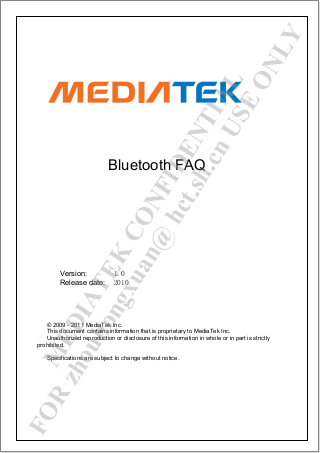 MEDIATEK
Bluetooth FAQ
Version: 1.0
Release date: 2010
© 2009 - 2011 MediaTek Inc.
This document contains information that is proprietary to MediaTek Inc.
Unauthorized reproduction or disclosure of this information in whole or in part is strictly
prohibited.
Specifications are subject to change without notice.
MEDIATEK CONFIDENTIAL
FOR @hct.sh.cn USE ONLY